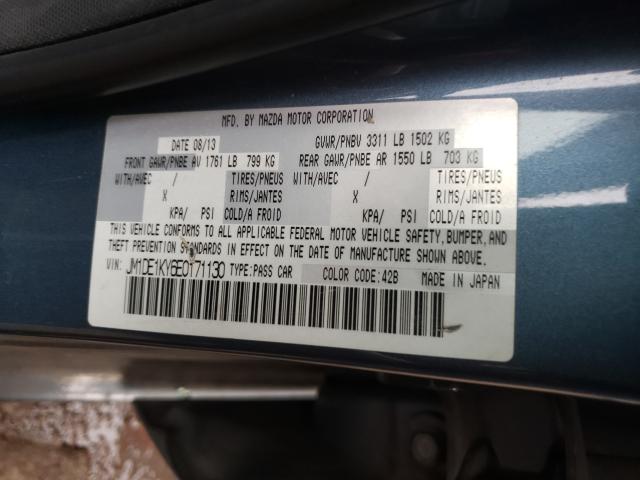 MFD. BY MAZDA MOTOR CORPORATION
DATE 08/13 GVWR/PNBV 3311 LB 1502 KG
FRONT GAWR/PNBE AV 1761 LB 799 KG REAR GAWR/PNBE AR 1550 LB 703 KG
WITH/AVEC / TIRES/PNEUS WITH/AVEC / TIRES/PNEUS
X RIMS/JANTES X RIMS/JANTES
KPA/ PSI COLD/A FROID KPA/ PSI COLD/A FROID
THIS VEHICLE CONFORMS TO ALL APPLICABLE FEDERAL MOTOR VEHICLE SAFETY, BUMPER, AND
THEFT PREVENTION STANDARDS IN EFFECT ON THE DATE OF MANUFACTURE SHOWN ABOVE.
VIN: JM1DE1KY6E0171130 TYPE:PASS CAR COLOR CODE:42B MADE IN JAPAN